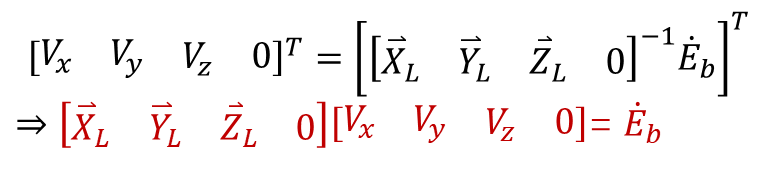 [V_x V_y V_z 0]^T = [[X⃗_L Y⃗_L Z⃗_L 0]^{-1} Ė_b]^T
⇒ [X⃗_L Y⃗_L Z⃗_L 0][V_x V_y V_z 0] = Ė_b